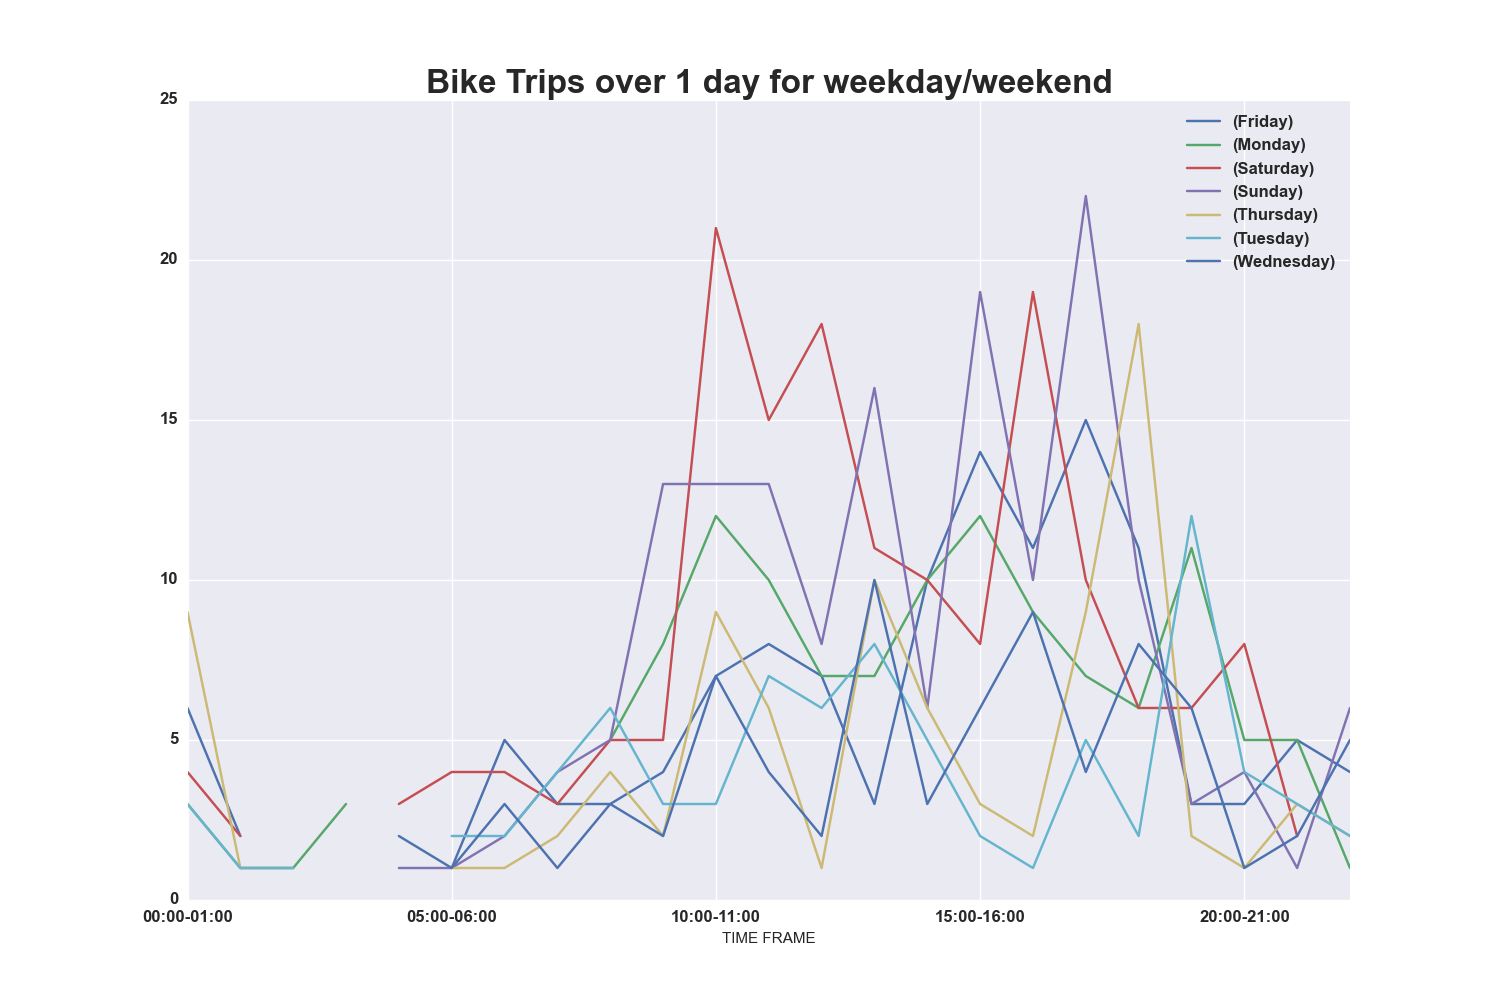 Bike Trips over 1 day for weekday/weekend
25
20
15
10
5
0
(Friday)
(Monday)
(Saturday)
(Sunday)
(Thursday)
(Tuesday)
(Wednesday)
00:00-01:00 05:00-06:00 10:00-11:00 15:00-16:00 20:00-21:00
TIME FRAME